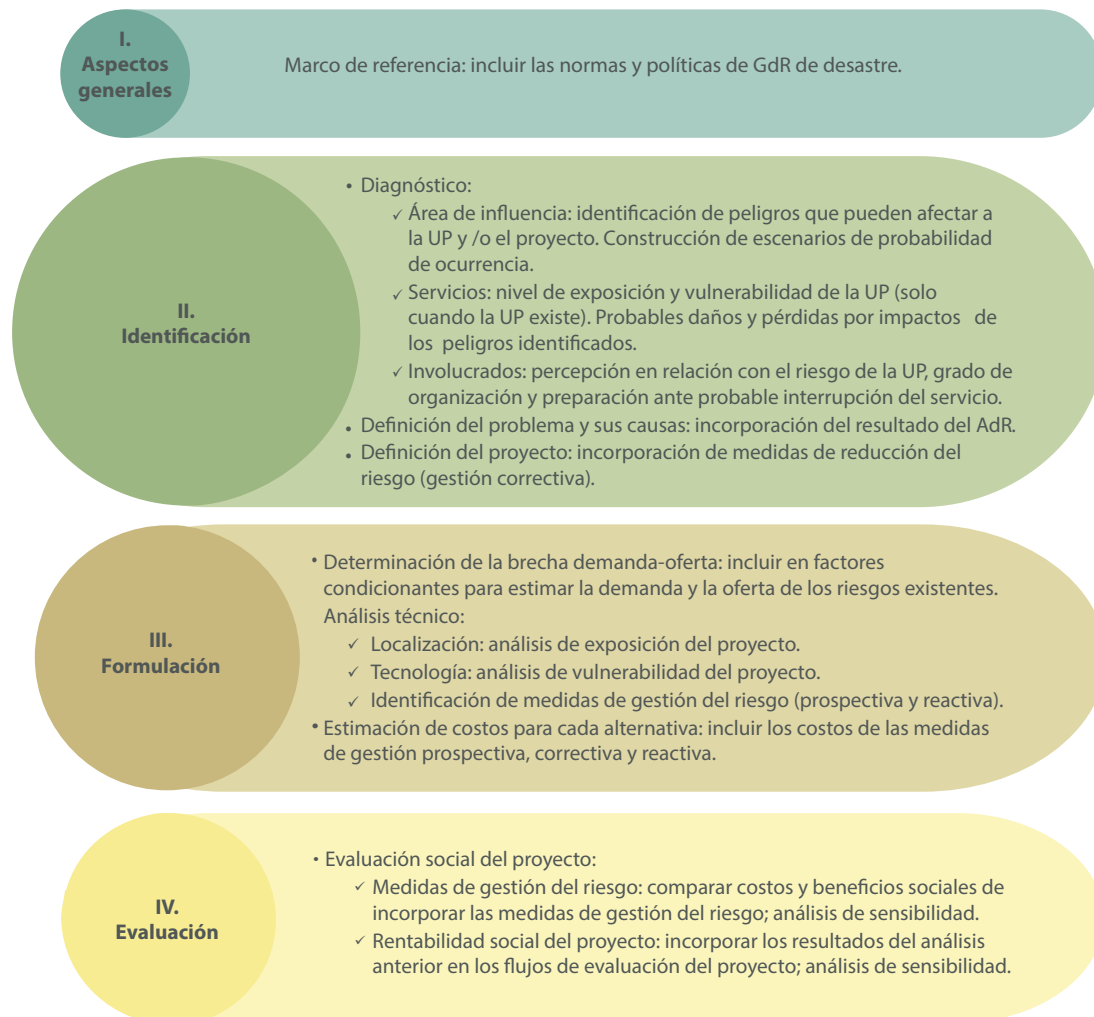 I.
Aspectos
generales
Marco de referencia: incluir las normas y políticas de GdR de desastre.
II.
Identificación
• Diagnóstico:
✓ Área de influencia: identificación de peligros que pueden afectar a
la UP y /o el proyecto. Construcción de escenarios de probabilidad
de ocurrencia.
✓ Servicios: nivel de exposición y vulnerabilidad de la UP (solo
cuando la UP existe). Probables daños y pérdidas por impactos de
los peligros identificados.
✓ Involucrados: percepción en relación con el riesgo de la UP, grado de
organización y preparación ante probable interrupción del servicio.
• Definición del problema y sus causas: incorporación del resultado del AdR.
• Definición del proyecto: incorporación de medidas de reducción del
riesgo (gestión correctiva).
III.
Formulación
• Determinación de la brecha demanda-oferta: incluir en factores
condicionantes para estimar la demanda y la oferta de los riesgos existentes.
Análisis técnico:
✓ Localización: análisis de exposición del proyecto.
✓ Tecnología: análisis de vulnerabilidad del proyecto.
✓ Identificación de medidas de gestión del riesgo (prospectiva y reactiva).
• Estimación de costos para cada alternativa: incluir los costos de las medidas
de gestión prospectiva, correctiva y reactiva.
IV.
Evaluación
• Evaluación social del proyecto:
✓ Medidas de gestión del riesgo: comparar costos y beneficios sociales de
incorporar las medidas de gestión del riesgo; análisis de sensibilidad.
✓ Rentabilidad social del proyecto: incorporar los resultados del análisis
anterior en los flujos de evaluación del proyecto; análisis de sensibilidad.